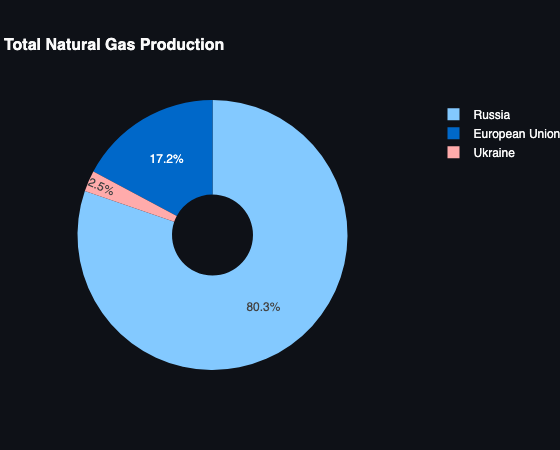 Total Natural Gas Production
Russia
European Union
Ukraine
17.2%
2.5%
80.3%